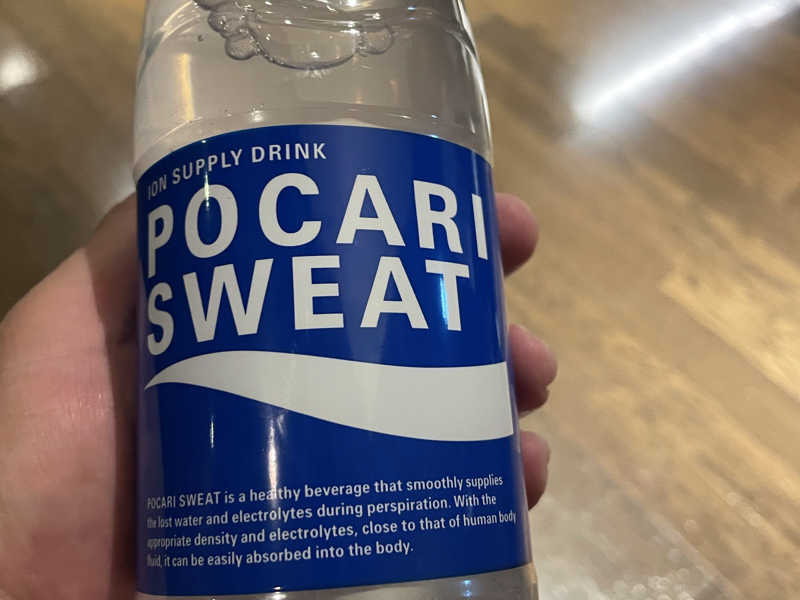 ION SUPPLY DRINK
POCARI
SWEAT
POCARI SWEAT is a healthy beverage that smoothly supplies
the lost water and electrolytes during perspiration. With the
appropriate density and electrolytes, close to that of human body
fluid, it can be easily absorbed into the body.